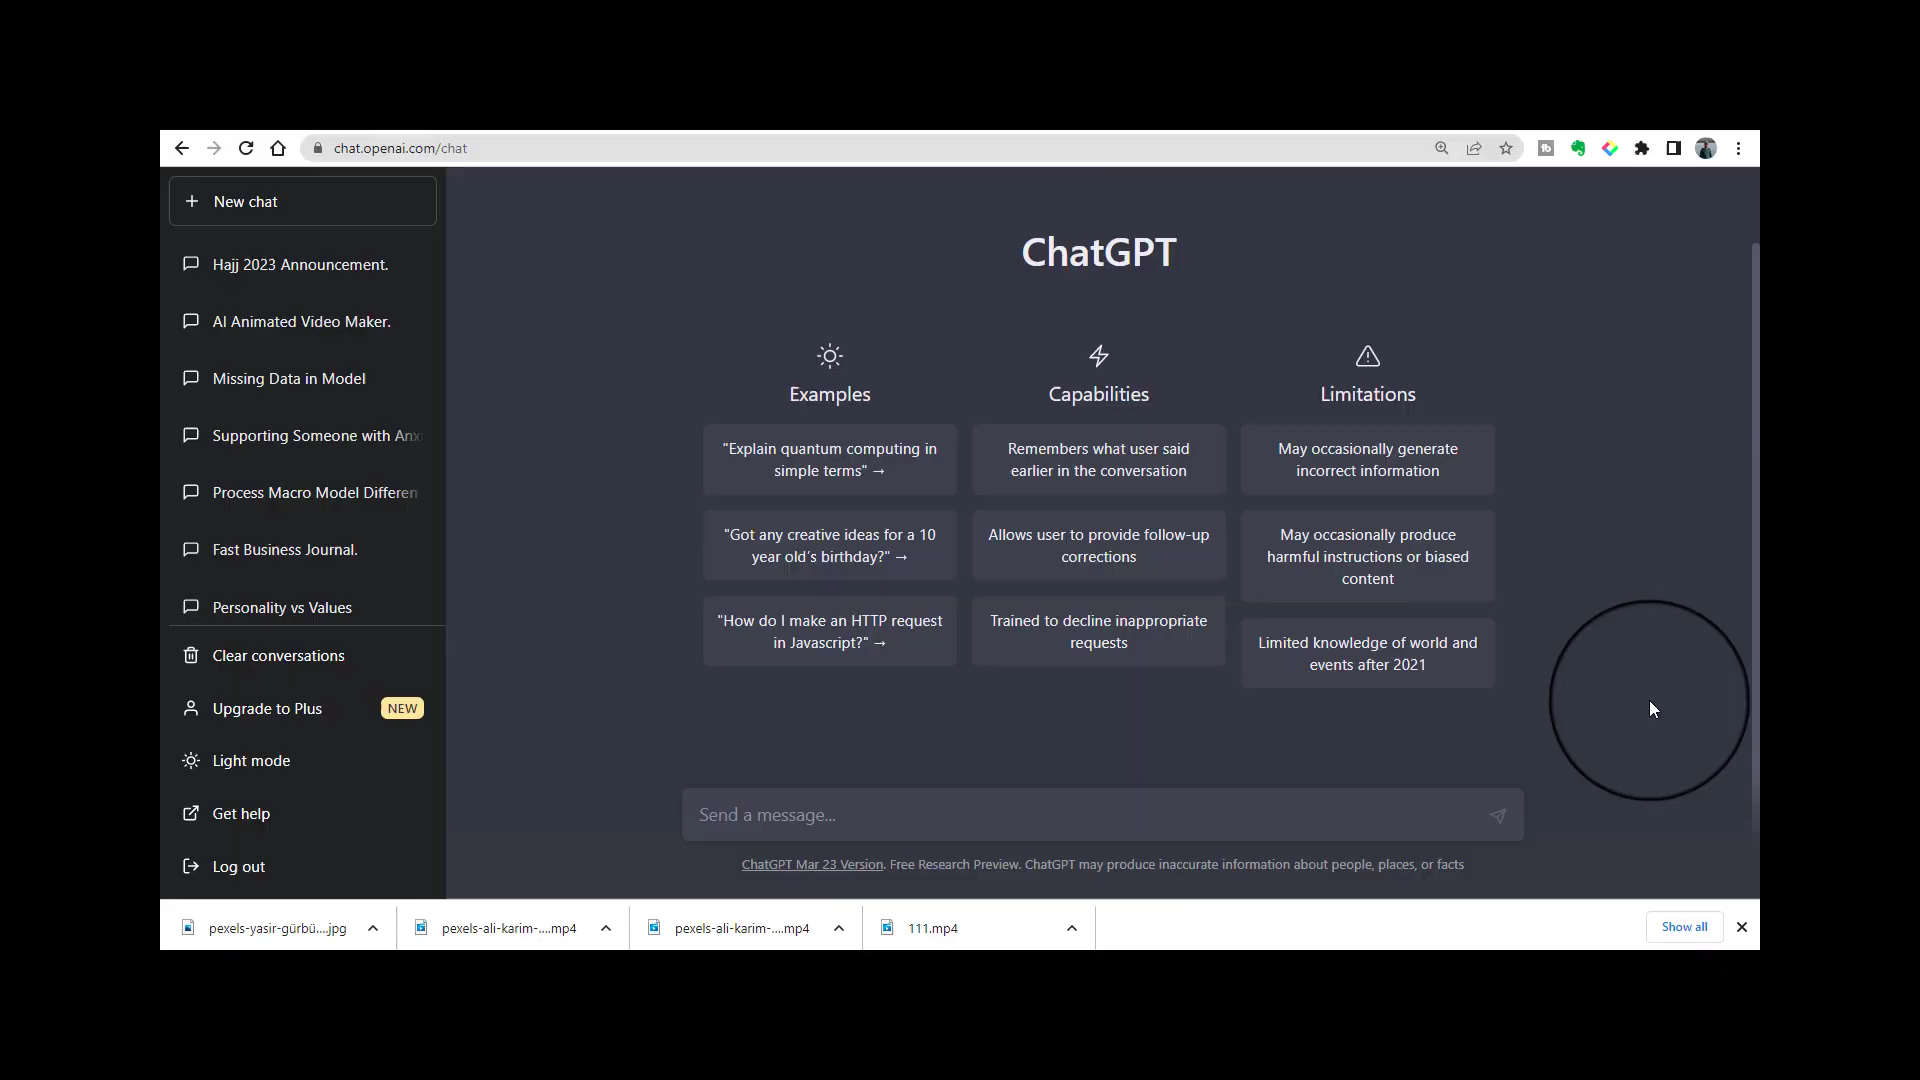 chat.openai.com/chat
New chat
Hajj 2023 Announcement.
AI Animated Video Maker.
Missing Data in Model
Supporting Someone with Anx
Process Macro Model Differen
Fast Business Journal.
Personality vs Values
Clear conversations
Upgrade to Plus NEW
Light mode
Get help
Log out
ChatGPT
Examples
"Explain quantum computing in
simple terms" →
"Got any creative ideas for a 10
year old’s birthday?" →
"How do I make an HTTP request
in Javascript?" →
Capabilities
Remembers what user said
earlier in the conversation
Allows user to provide follow-up
corrections
Trained to decline inappropriate
requests
Limitations
May occasionally generate
incorrect information
May occasionally produce
harmful instructions or biased
content
Limited knowledge of world and
events after 2021
Send a message...
ChatGPT Mar 23 Version. Free Research Preview. ChatGPT may produce inaccurate information about people, places, or facts
pexels-yasir-gürbü....jpg
pexels-ali-karim-....mp4
pexels-ali-karim-....mp4
111.mp4
Show all